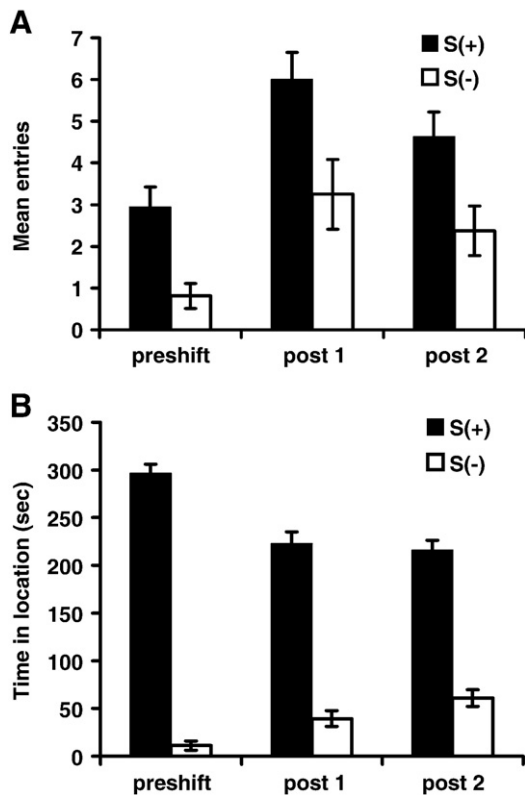 A
Mean entries
7
6
5
4
3
2
1
0
S(+)
S(-)
preshift post 1 post 2
B
Time in location (sec)
350
300
250
200
150
100
50
0
S(+)
S(-)
preshift post 1 post 2